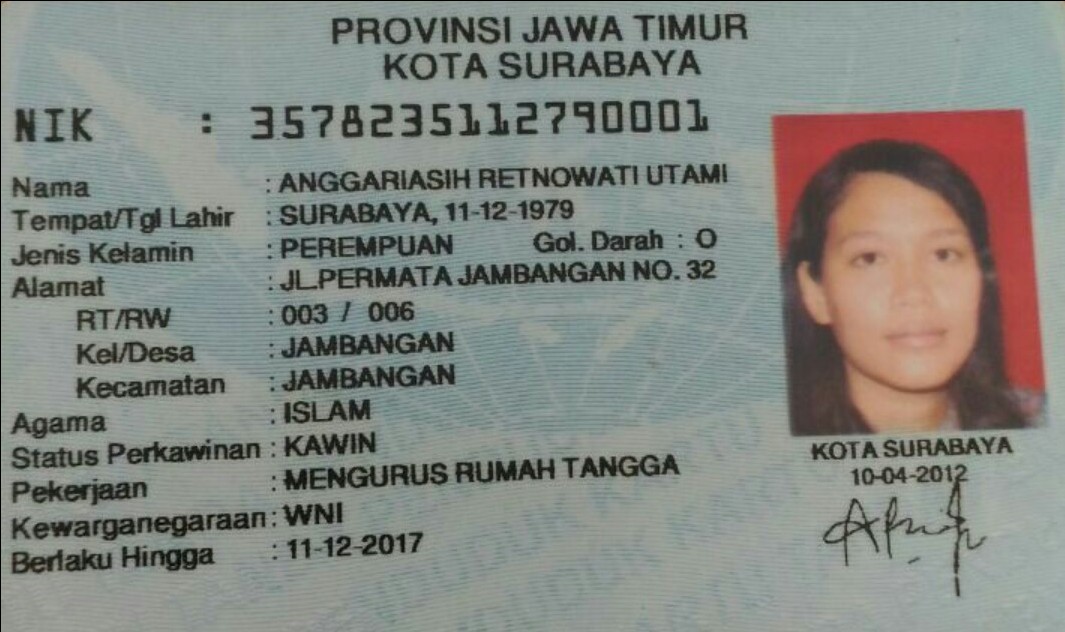 PROVINSI JAWA TIMUR
KOTA SURABAYA
NIK : 3578235112790001
Nama : ANGGARIASIH RETNOWATI UTAMI
Tempat/Tgl Lahir : SURABAYA, 11-12-1979
Jenis Kelamin : PEREMPUAN Gol. Darah : O
Alamat : JL.PERMATA JAMBANGAN NO. 32
RT/RW : 003 / 006
Kel/Desa : JAMBANGAN
Kecamatan : JAMBANGAN
Agama : ISLAM
Status Perkawinan : KAWIN
Pekerjaan : MENGURUS RUMAH TANGGA
Kewarganegaraan : WNI
Berlaku Hingga : 11-12-2017
KOTA SURABAYA
10-04-2012